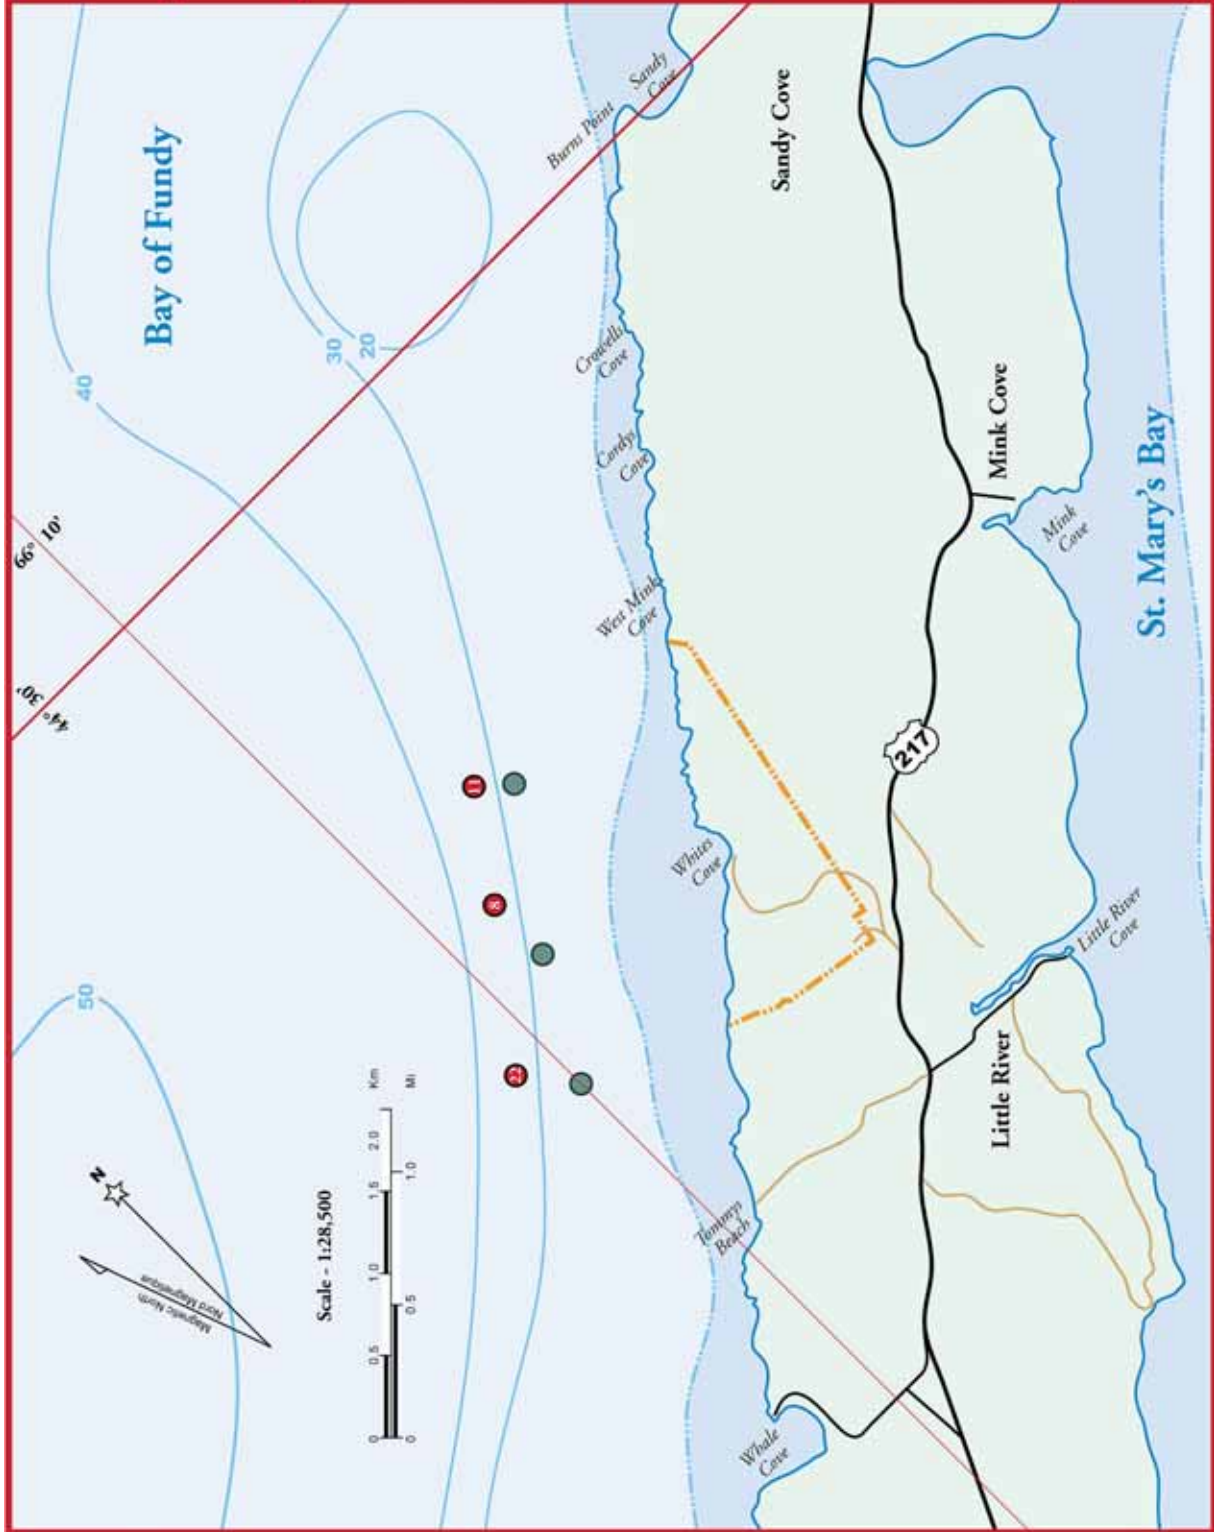 Bay of Fundy
40
30
20
50
66° 10'
44° 30'
Burns Point
Sandy
Cove
Sandy Cove
Crowells
Cove
Cordys
Cove
West Mink
Cove
Mink Cove
Mink
Cove
St. Mary's Bay
217
11
8
22
Whites
Cove
Little River
Cove
Little River
Tommys
Beach
Whale
Cove
N
Magnetic North
Nord Magnetique
Scale - 1:28,500
0 0.5 1.0 1.5 2.0 Km
0 0.5 1.0 Mi